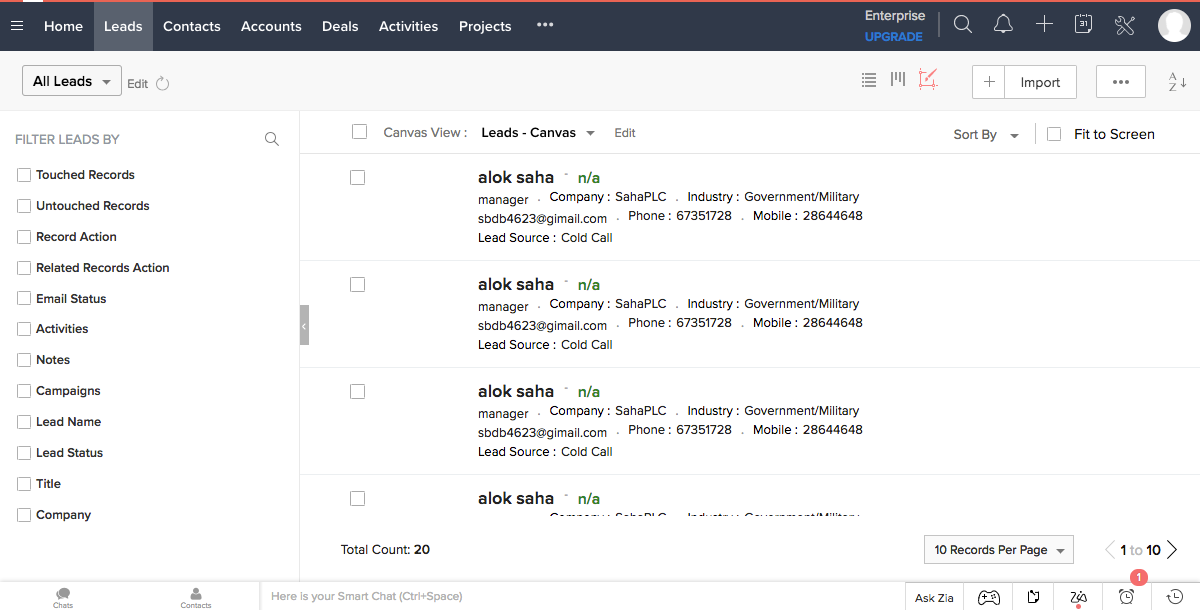 Home Leads Contacts Accounts Deals Activities Projects ••• Enterprise
UPGRADE
31
All Leads Edit Import ••• A
Z
FILTER LEADS BY
Touched Records
Untouched Records
Record Action
Related Records Action
Email Status
Activities
Notes
Campaigns
Lead Name
Lead Status
Title
Company
Canvas View : Leads - Canvas Edit Sort By Fit to Screen
alok saha - n/a
manager . Company : SahaPLC . Industry : Government/Military
sbdb4623@gimail.com . Phone : 67351728 . Mobile : 28644648
Lead Source : Cold Call
alok saha - n/a
manager . Company : SahaPLC . Industry : Government/Military
sbdb4623@gimail.com . Phone : 67351728 . Mobile : 28644648
Lead Source : Cold Call
alok saha - n/a
manager . Company : SahaPLC . Industry : Government/Military
sbdb4623@gimail.com . Phone : 67351728 . Mobile : 28644648
Lead Source : Cold Call
alok saha - n/a
Company : SahaPLC . Industry : Government/Military
Total Count: 20 10 Records Per Page 1 to 10
1
Chats Contacts Here is your Smart Chat (Ctrl+Space) Ask Zia